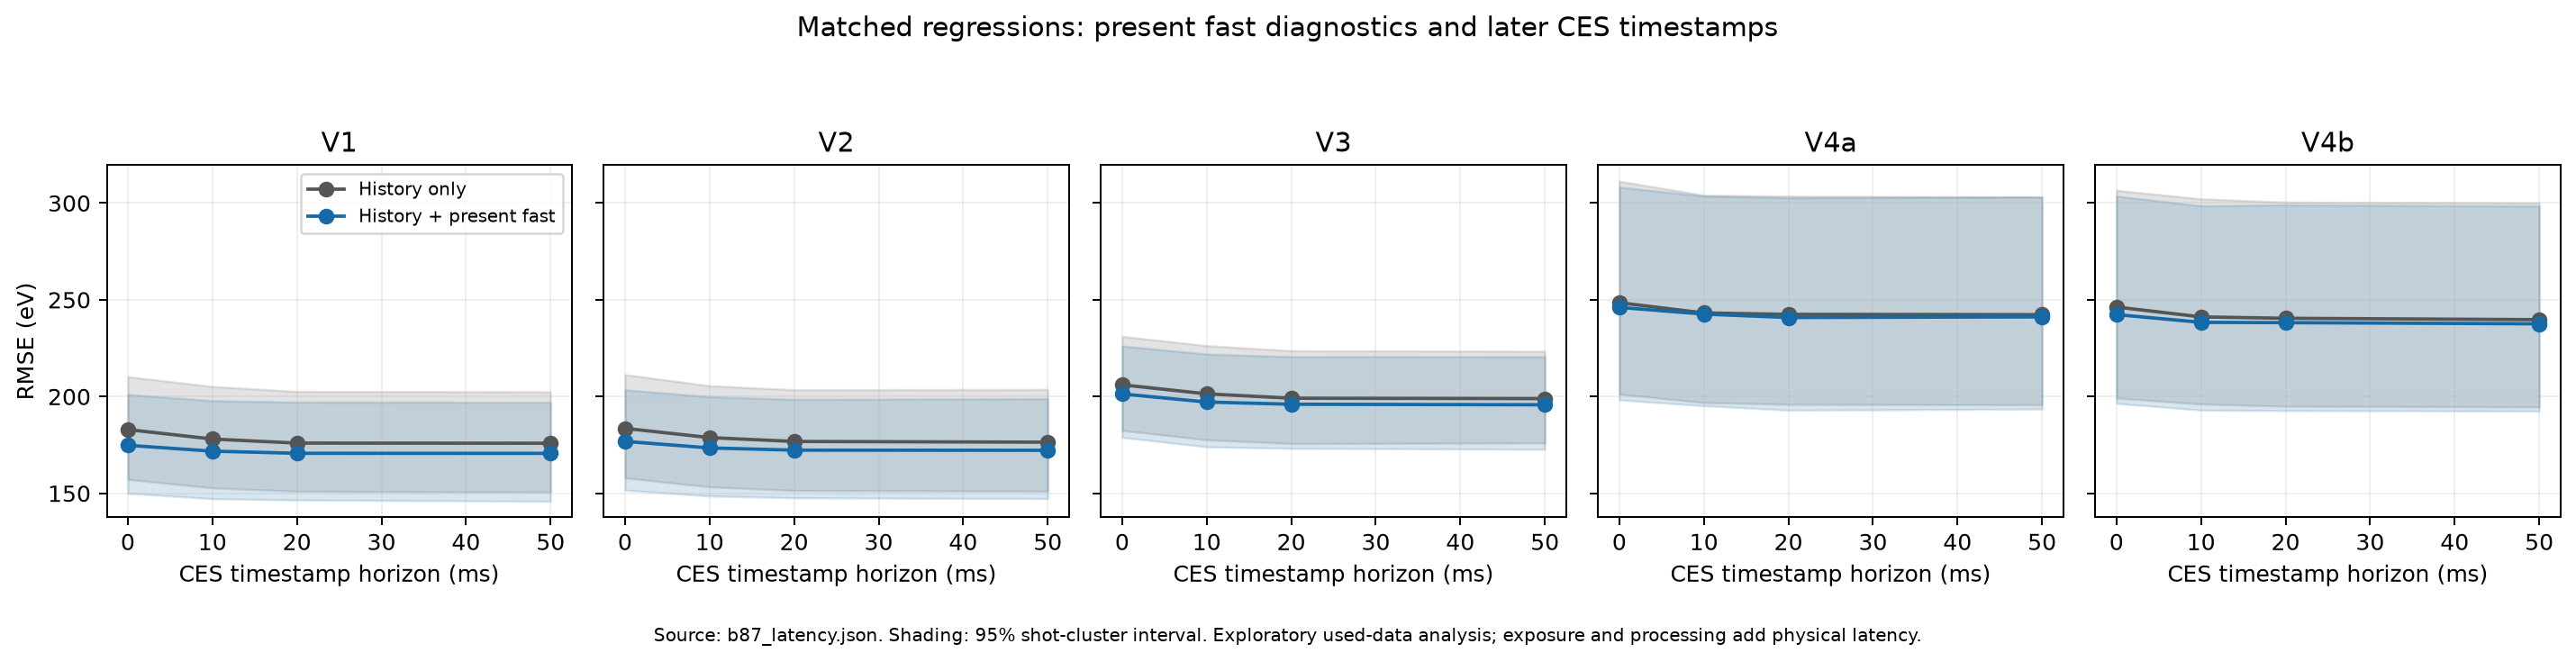 Matched regressions: present fast diagnostics and later CES timestamps
V1
V2
V3
V4a
V4b
History only
History + present fast
RMSE (eV)
300
250
200
150
0 10 20 30 40 50
0 10 20 30 40 50
0 10 20 30 40 50
0 10 20 30 40 50
0 10 20 30 40 50
CES timestamp horizon (ms)
CES timestamp horizon (ms)
CES timestamp horizon (ms)
CES timestamp horizon (ms)
CES timestamp horizon (ms)
Source: b87_latency.json. Shading: 95% shot-cluster interval. Exploratory used-data analysis; exposure and processing add physical latency.